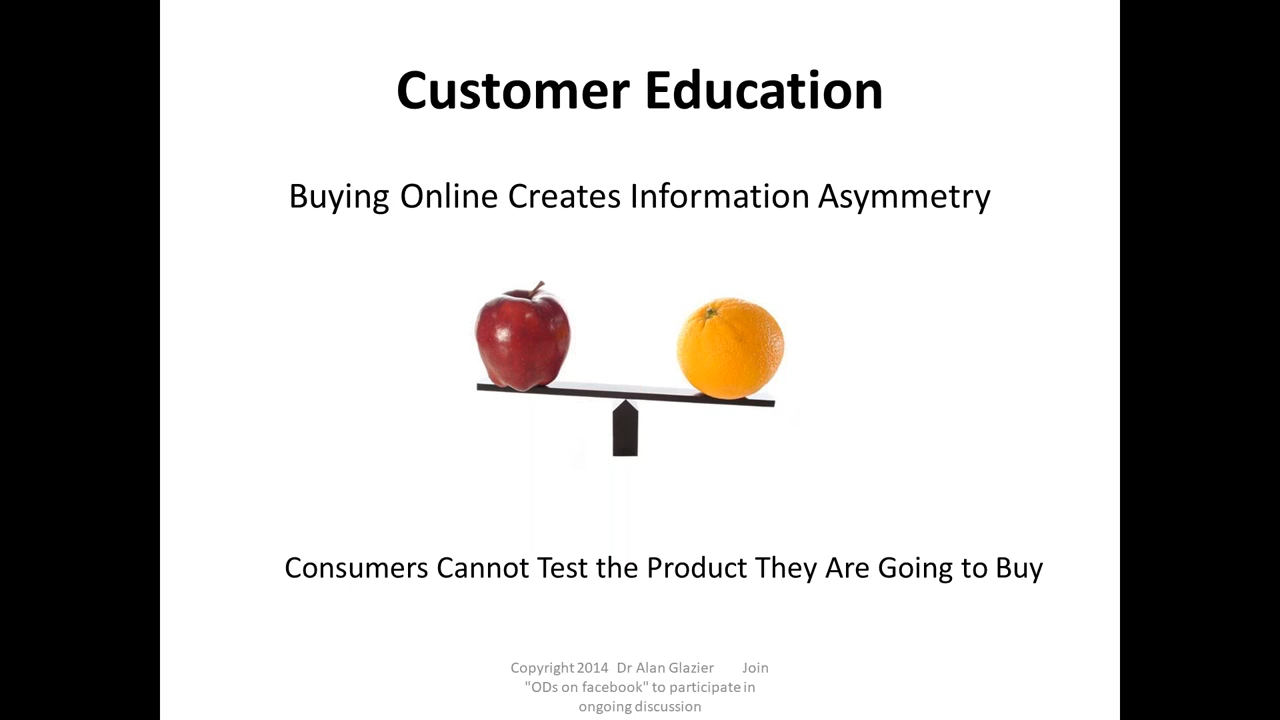 Customer Education
Buying Online Creates Information Asymmetry
Consumers Cannot Test the Product They Are Going to Buy
Copyright 2014 Dr Alan Glazier Join
"ODs on facebook" to participate in
ongoing discussion